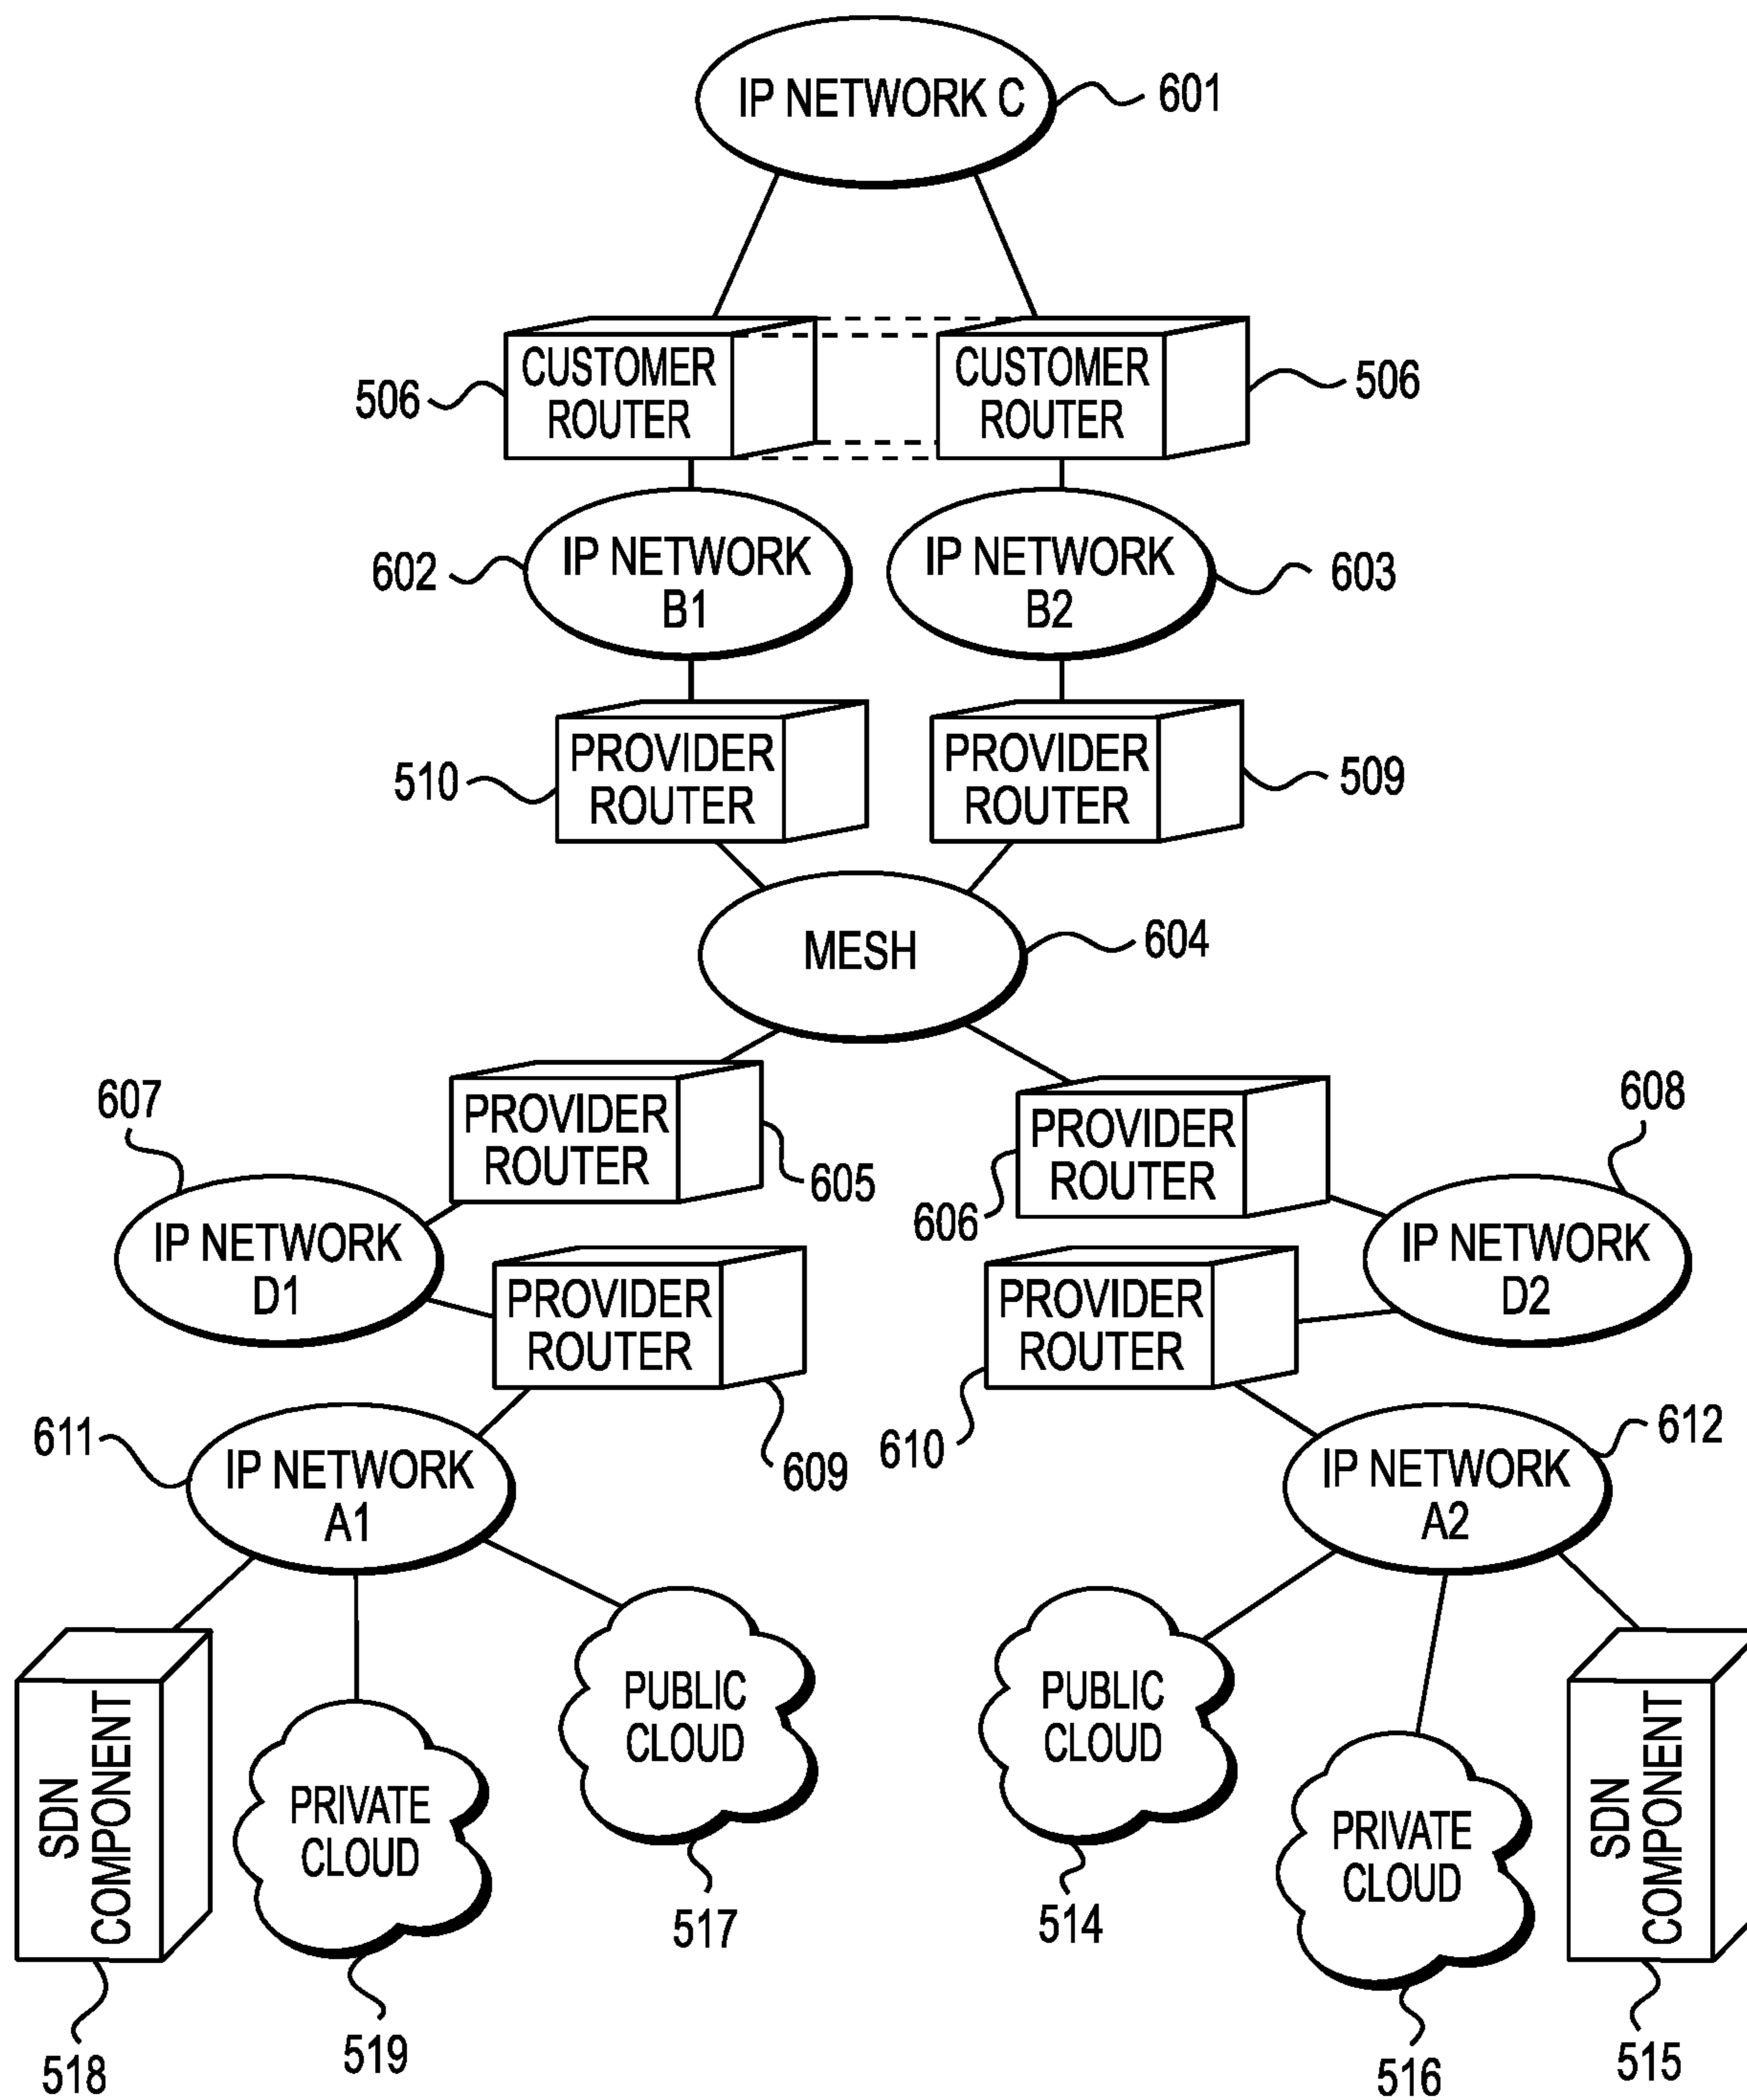 IP NETWORK C
601
CUSTOMER
ROUTER
506
CUSTOMER
ROUTER
506
IP NETWORK
B1
602
IP NETWORK
B2
603
PROVIDER
ROUTER
510
PROVIDER
ROUTER
509
MESH
604
PROVIDER
ROUTER
605
PROVIDER
ROUTER
606
607
IP NETWORK
D1
608
IP NETWORK
D2
PROVIDER
ROUTER
609
PROVIDER
ROUTER
610
611
IP NETWORK
A1
612
IP NETWORK
A2
SDN
COMPONENT
518
PRIVATE
CLOUD
519
PUBLIC
CLOUD
517
PUBLIC
CLOUD
514
PRIVATE
CLOUD
516
SDN
COMPONENT
515